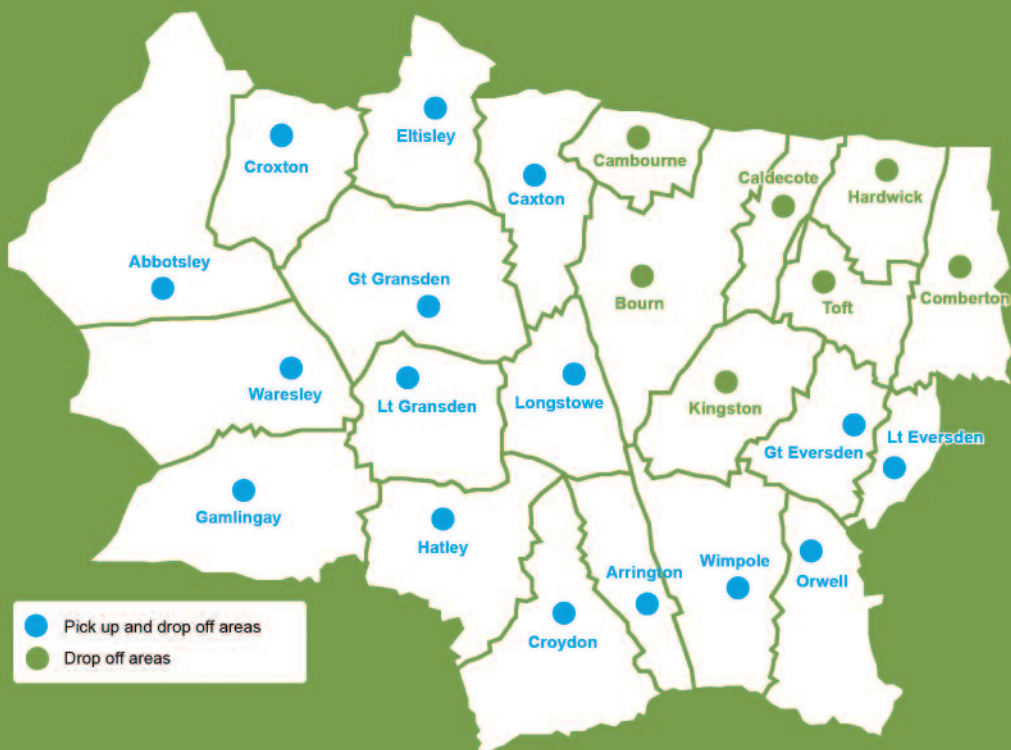 Eltisley
Croxton
Cambourne
Caldecote
Hardwick
Caxton
Abbotsley
Gt Gransden
Bourn
Toft
Comberton
Waresley
Lt Gransden
Longstowe
Kingston
Gt Eversden
Lt Eversden
Gamlingay
Hatley
Arrington
Wimpole
Orwell
Croydon
Pick up and drop off areas
Drop off areas